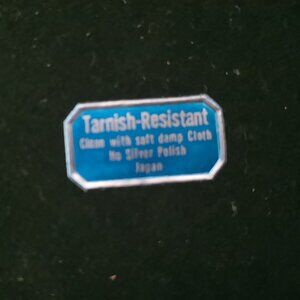 Tarnish-Resistant
Clean with soft damp Cloth
No Silver Polish
Japan